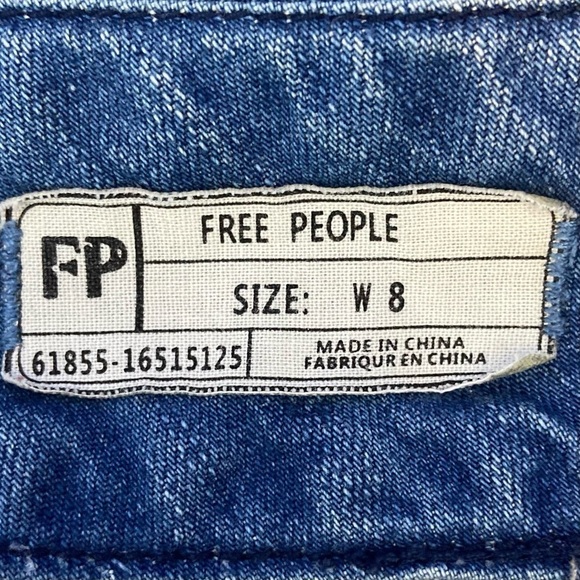 FP
FREE PEOPLE
SIZE: W 8
61855-16515125
MADE IN CHINA
FABRIQUR EN CHINA